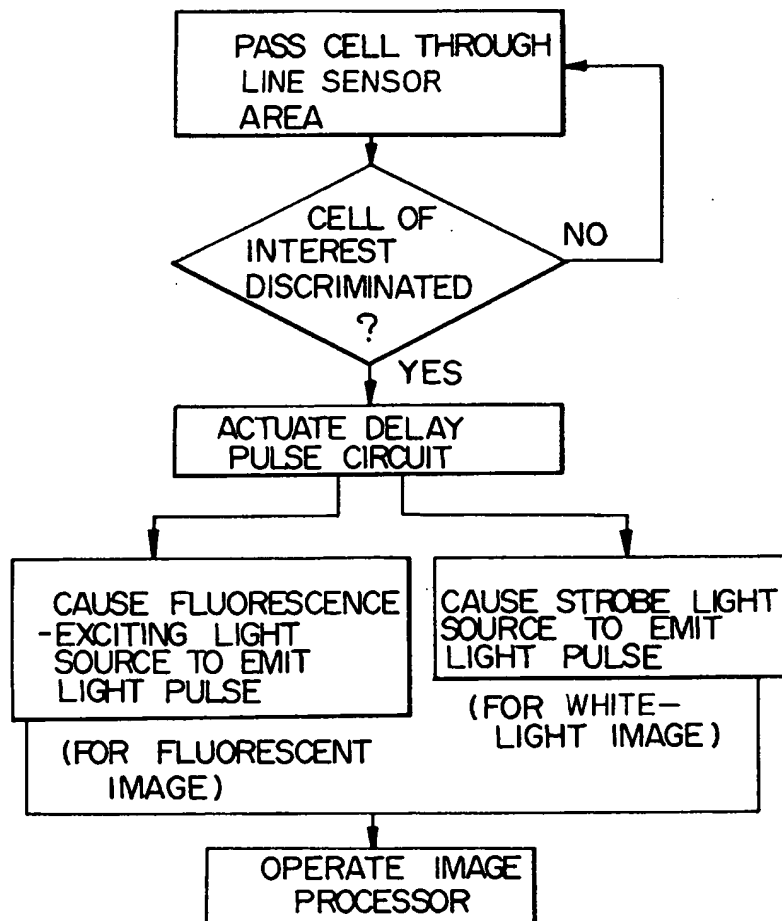 PASS CELL THROUGH
LINE SENSOR
AREA
CELL OF
INTEREST
DISCRIMINATED
?
NO
YES
ACTUATE DELAY
PULSE CIRCUIT
CAUSE FLUORESCENCE
-EXCITING LIGHT
SOURCE TO EMIT
LIGHT PULSE
(FOR FLUORESCENT
IMAGE)
CAUSE STROBE LIGHT
SOURCE TO EMIT
LIGHT PULSE
(FOR WHITE-
LIGHT IMAGE)
OPERATE IMAGE
PROCESSOR